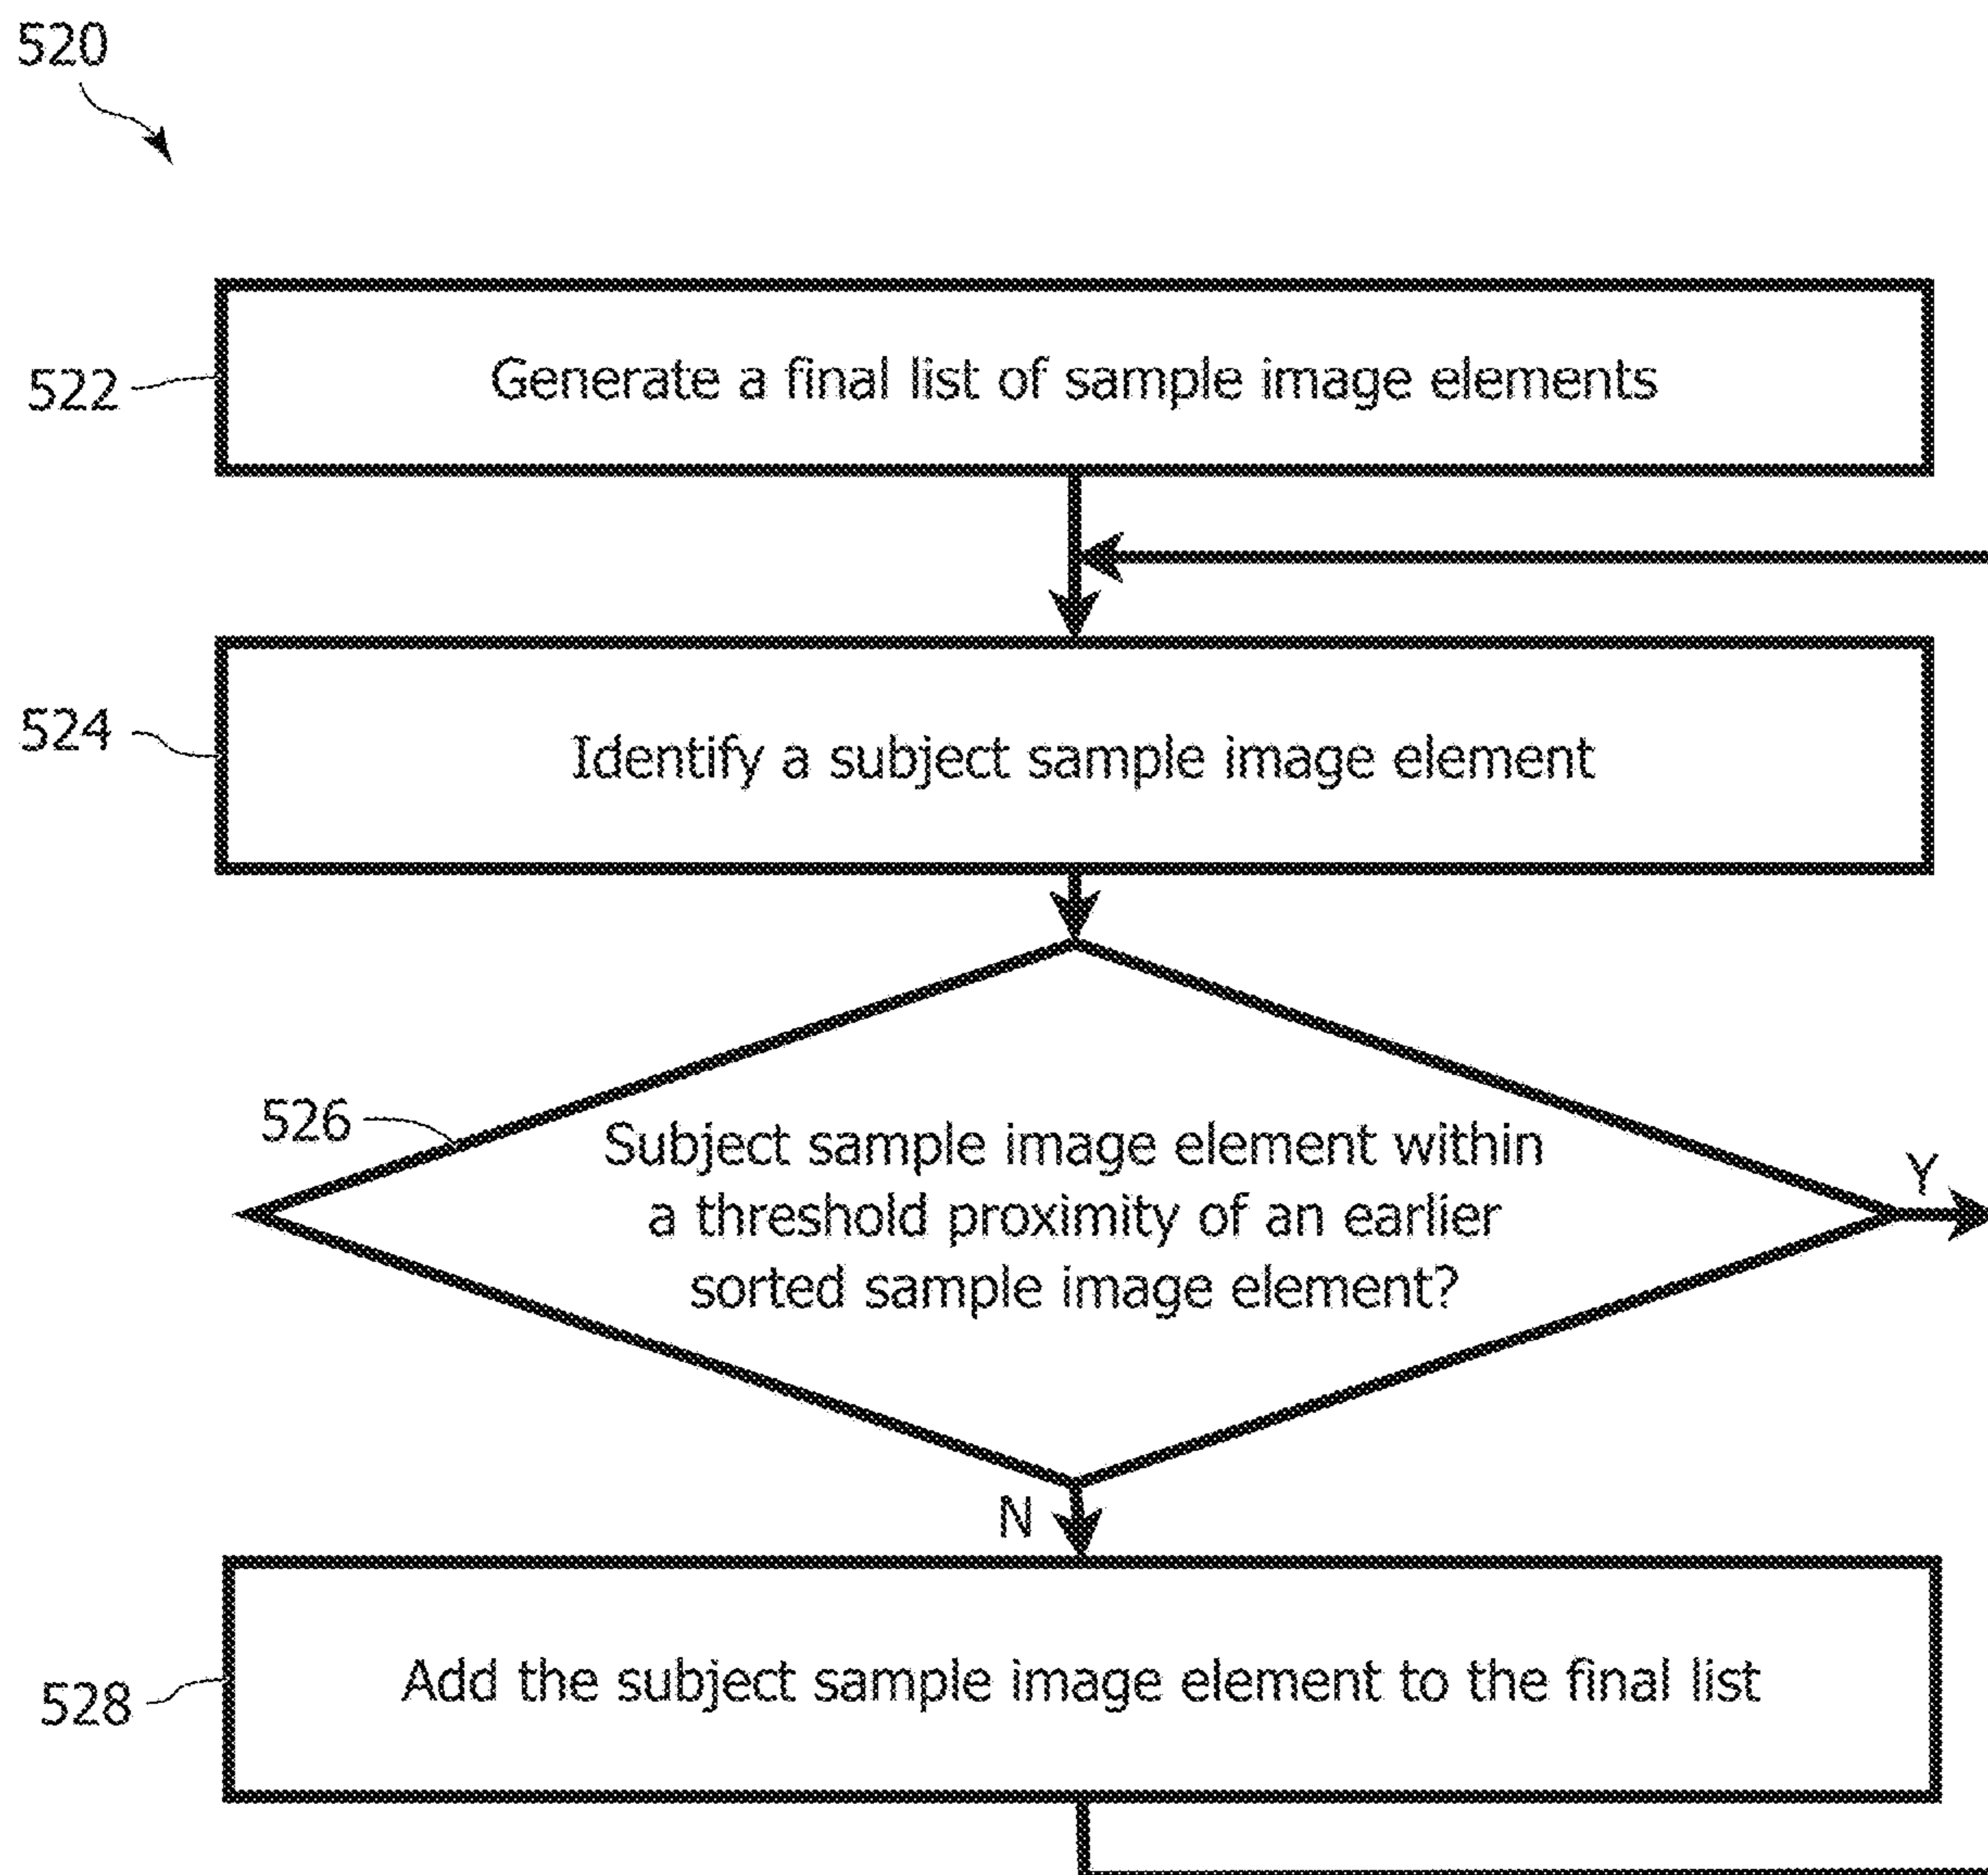 520
522
Generate a final list of sample image elements
524
Identify a subject sample image element
526
Subject sample image element within
a threshold proximity of an earlier
sorted sample image element?
Y
N
528
Add the subject sample image element to the final list